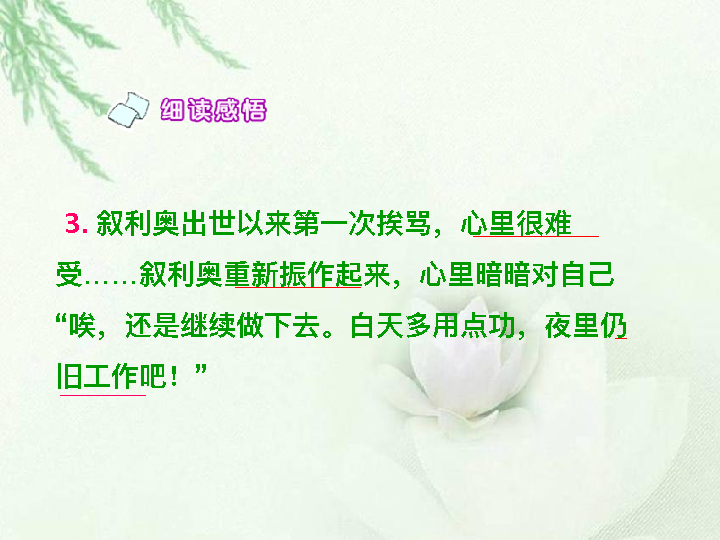 细读感悟
3. 叙利奥出世以来第一次挨骂，心里很难
受……叙利奥重新振作起来，心里暗暗对自己
“唉，还是继续做下去。白天多用点功，夜里仍
旧工作吧！”